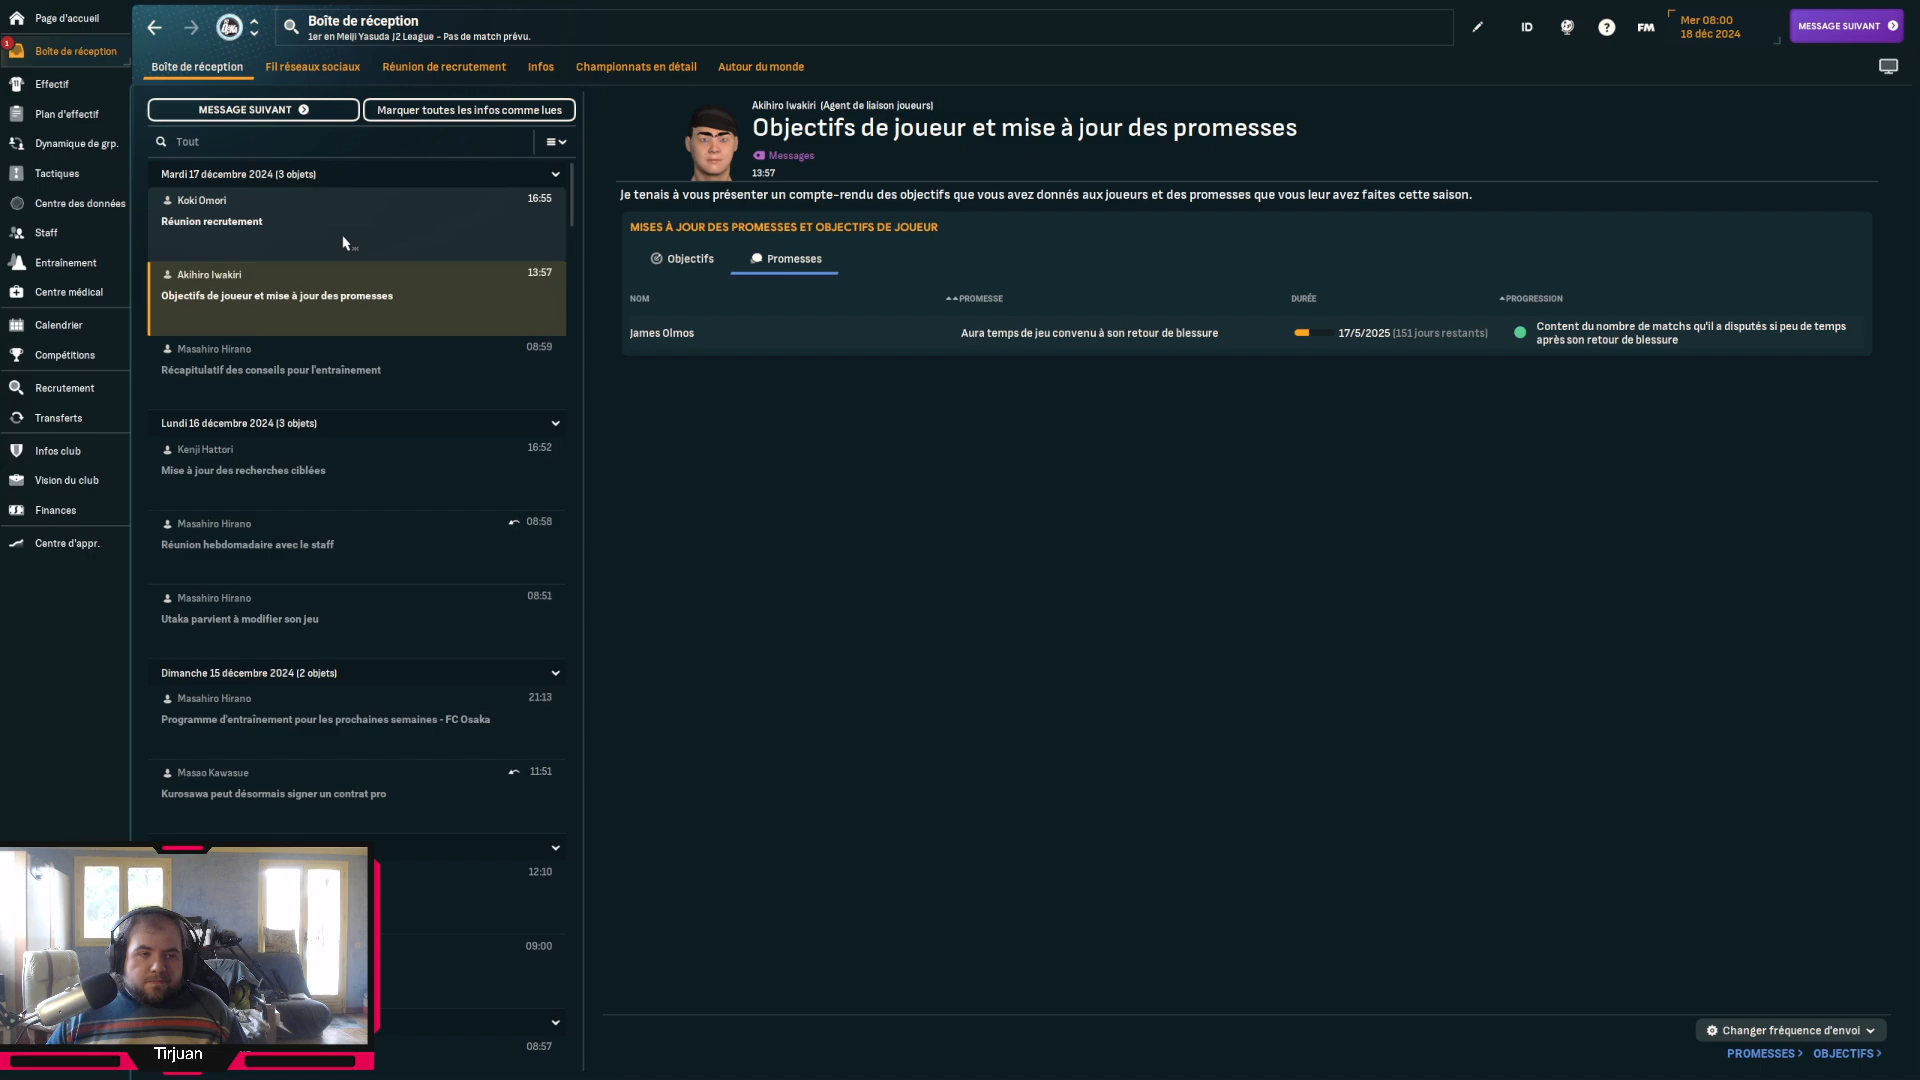 Page d'accueil
Boîte de réception
1
Effectif
Plan d'effectif
Dynamique de grp.
Tactiques
Centre des données
Staff
Entraînement
Centre médical
Calendrier
Compétitions
Recrutement
Transferts
Infos club
Vision du club
Finances
Centre d'appr.
Boîte de réception
1er en Meiji Yasuda J2 League - Pas de match prévu.
ID
FM
Mer 08:00
18 déc 2024
MESSAGE SUIVANT
Boîte de réception
Fil réseaux sociaux
Réunion de recrutement
Infos
Championnats en détail
Autour du monde
MESSAGE SUIVANT
Marquer toutes les infos comme lues
Tout
Mardi 17 décembre 2024 (3 objets)
Koki Omori 16:55
Réunion recrutement
Akihiro Iwakiri 13:57
Objectifs de joueur et mise à jour des promesses
Masahiro Hirano 08:59
Récapitulatif des conseils pour l'entraînement
Lundi 16 décembre 2024 (3 objets)
Kenji Hattori 16:52
Mise à jour des recherches ciblées
Masahiro Hirano 08:58
Réunion hebdomadaire avec le staff
Masahiro Hirano 08:51
Utaka parvient à modifier son jeu
Dimanche 15 décembre 2024 (2 objets)
Masahiro Hirano 21:13
Programme d'entraînement pour les prochaines semaines - FC Osaka
Masao Kawasue 11:51
Kurosawa peut désormais signer un contrat pro
12:10
09:00
08:57
Tirjuan
Akihiro Iwakiri (Agent de liaison joueurs)
Objectifs de joueur et mise à jour des promesses
Messages
13:57
Je tenais à vous présenter un compte-rendu des objectifs que vous avez donnés aux joueurs et des promesses que vous leur avez faites cette saison.
MISES À JOUR DES PROMESSES ET OBJECTIFS DE JOUEUR
Objectifs
Promesses
NOM PROMESSE DURÉE PROGRESSION
James Olmos Aura temps de jeu convenu à son retour de blessure 17/5/2025 (151 jours restants) Content du nombre de matchs qu'il a disputés si peu de temps
après son retour de blessure
Changer fréquence d'envoi
PROMESSES OBJECTIFS